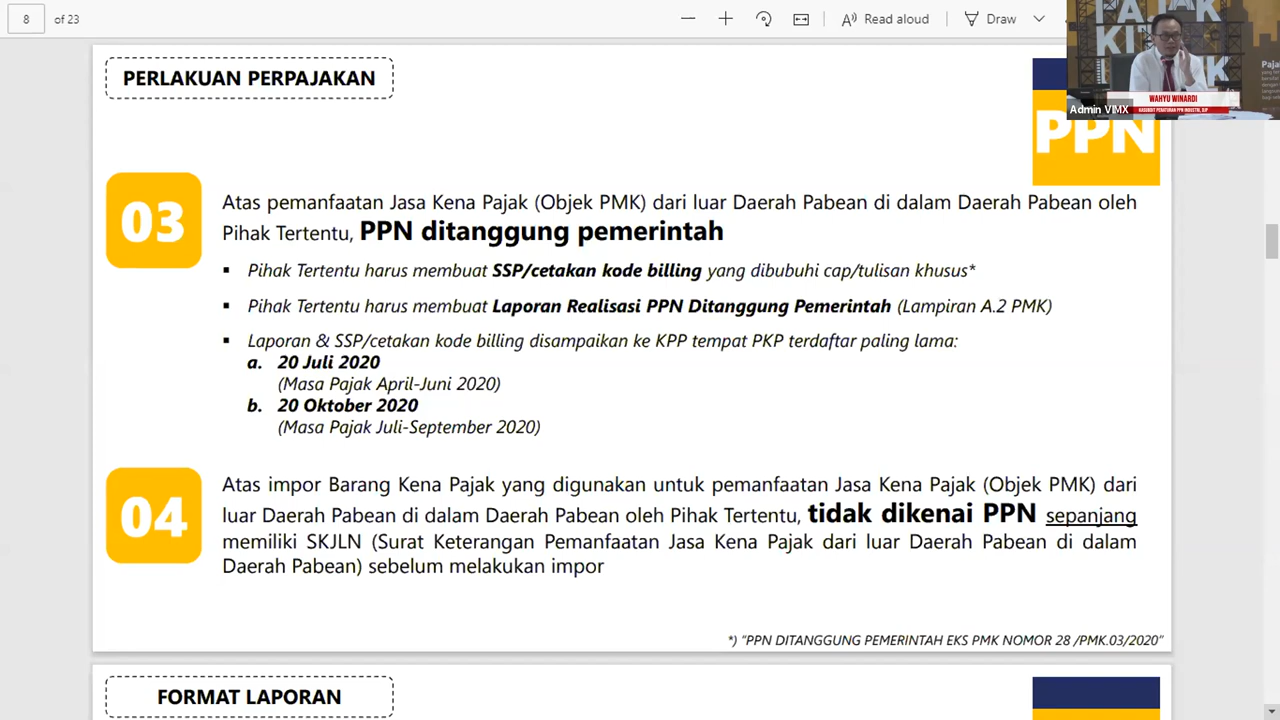 8 of 23
Read aloud
Draw
PAJAK
KITA
WAHYU WINARDI
Admin VIMX
PERLAKUAN PERPAJAKAN
PPN
03
Atas pemanfaatan Jasa Kena Pajak (Objek PMK) dari luar Daerah Pabean di dalam Daerah Pabean oleh
Pihak Tertentu, PPN ditanggung pemerintah
▪ Pihak Tertentu harus membuat SSP/cetakan kode billing yang dibubuhi cap/tulisan khusus*
▪ Pihak Tertentu harus membuat Laporan Realisasi PPN Ditanggung Pemerintah (Lampiran A.2 PMK)
▪ Laporan & SSP/cetakan kode billing disampaikan ke KPP tempat PKP terdaftar paling lama:
a. 20 Juli 2020
(Masa Pajak April-Juni 2020)
b. 20 Oktober 2020
(Masa Pajak Juli-September 2020)
04
Atas impor Barang Kena Pajak yang digunakan untuk pemanfaatan Jasa Kena Pajak (Objek PMK) dari
luar Daerah Pabean di dalam Daerah Pabean oleh Pihak Tertentu, tidak dikenai PPN sepanjang
memiliki SKJLN (Surat Keterangan Pemanfaatan Jasa Kena Pajak dari luar Daerah Pabean di dalam
Daerah Pabean) sebelum melakukan impor
*) "PPN DITANGGUNG PEMERINTAH EKS PMK NOMOR 28 /PMK.03/2020"
FORMAT LAPORAN